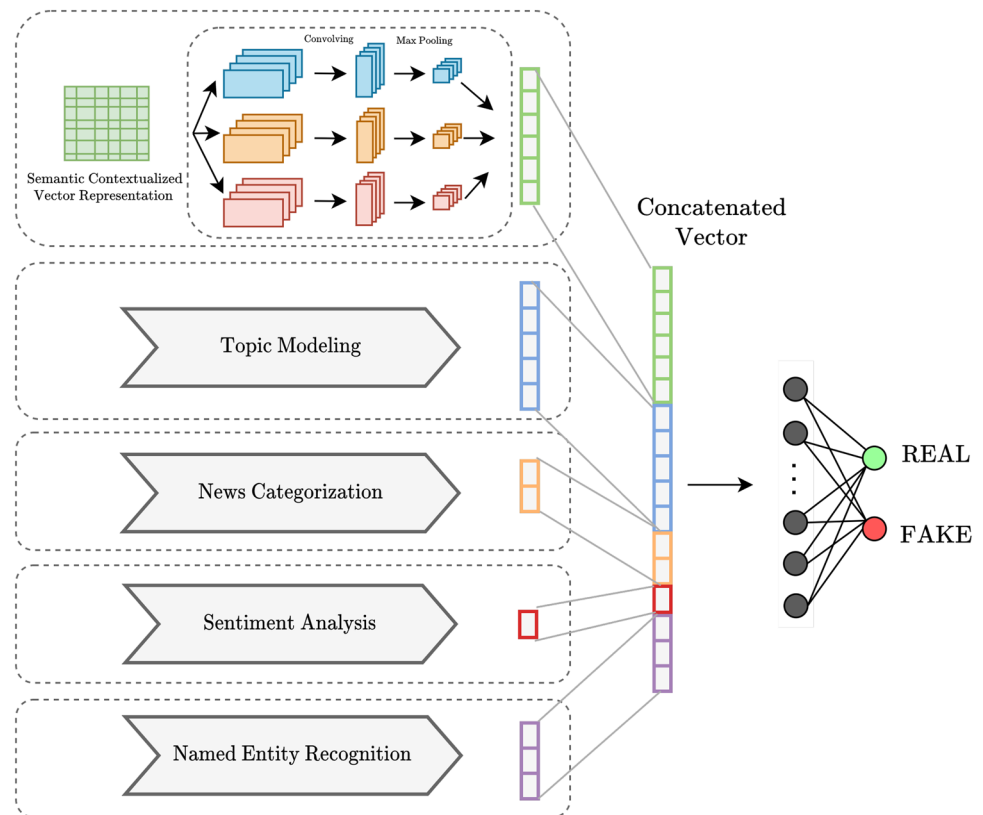 Convolving
Max Pooling
Semantic Contextualized
Vector Representation
Concatenated
Vector
Topic Modeling
News Categorization
Sentiment Analysis
Named Entity Recognition
REAL
FAKE